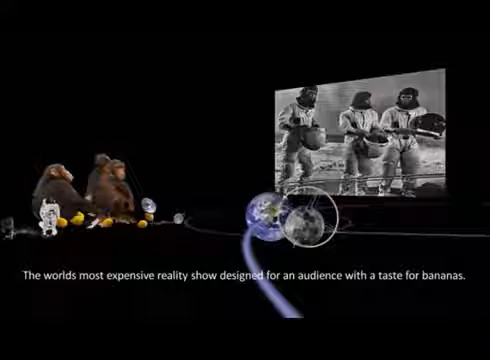 The worlds most expensive reality show designed for an audience with a taste for bananas.